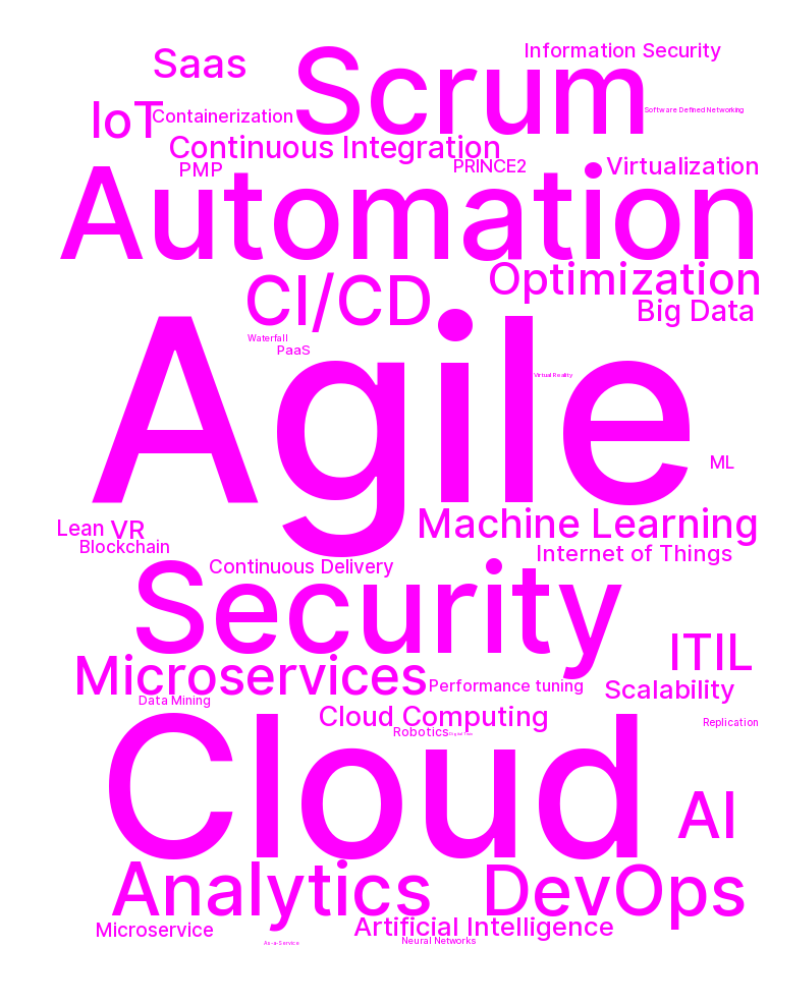 Information Security
Saas
Scrum
Software Defined Networking
IoT
Containerization
Continuous Integration
PRINCE2
Virtualization
PMP
Automation
Optimization
CI/CD
Big Data
Waterfall
PaaS
Agile
Virtual Reality
ML
Machine Learning
Lean
VR
Blockchain
Internet of Things
Continuous Delivery
Security
ITIL
Microservices
Performance tuning
Scalability
Data Mining
Cloud Computing
Replication
Robotics
Cloud
AI
Analytics
DevOps
Microservice
Artificial Intelligence
Neural Networks
As-a-Service